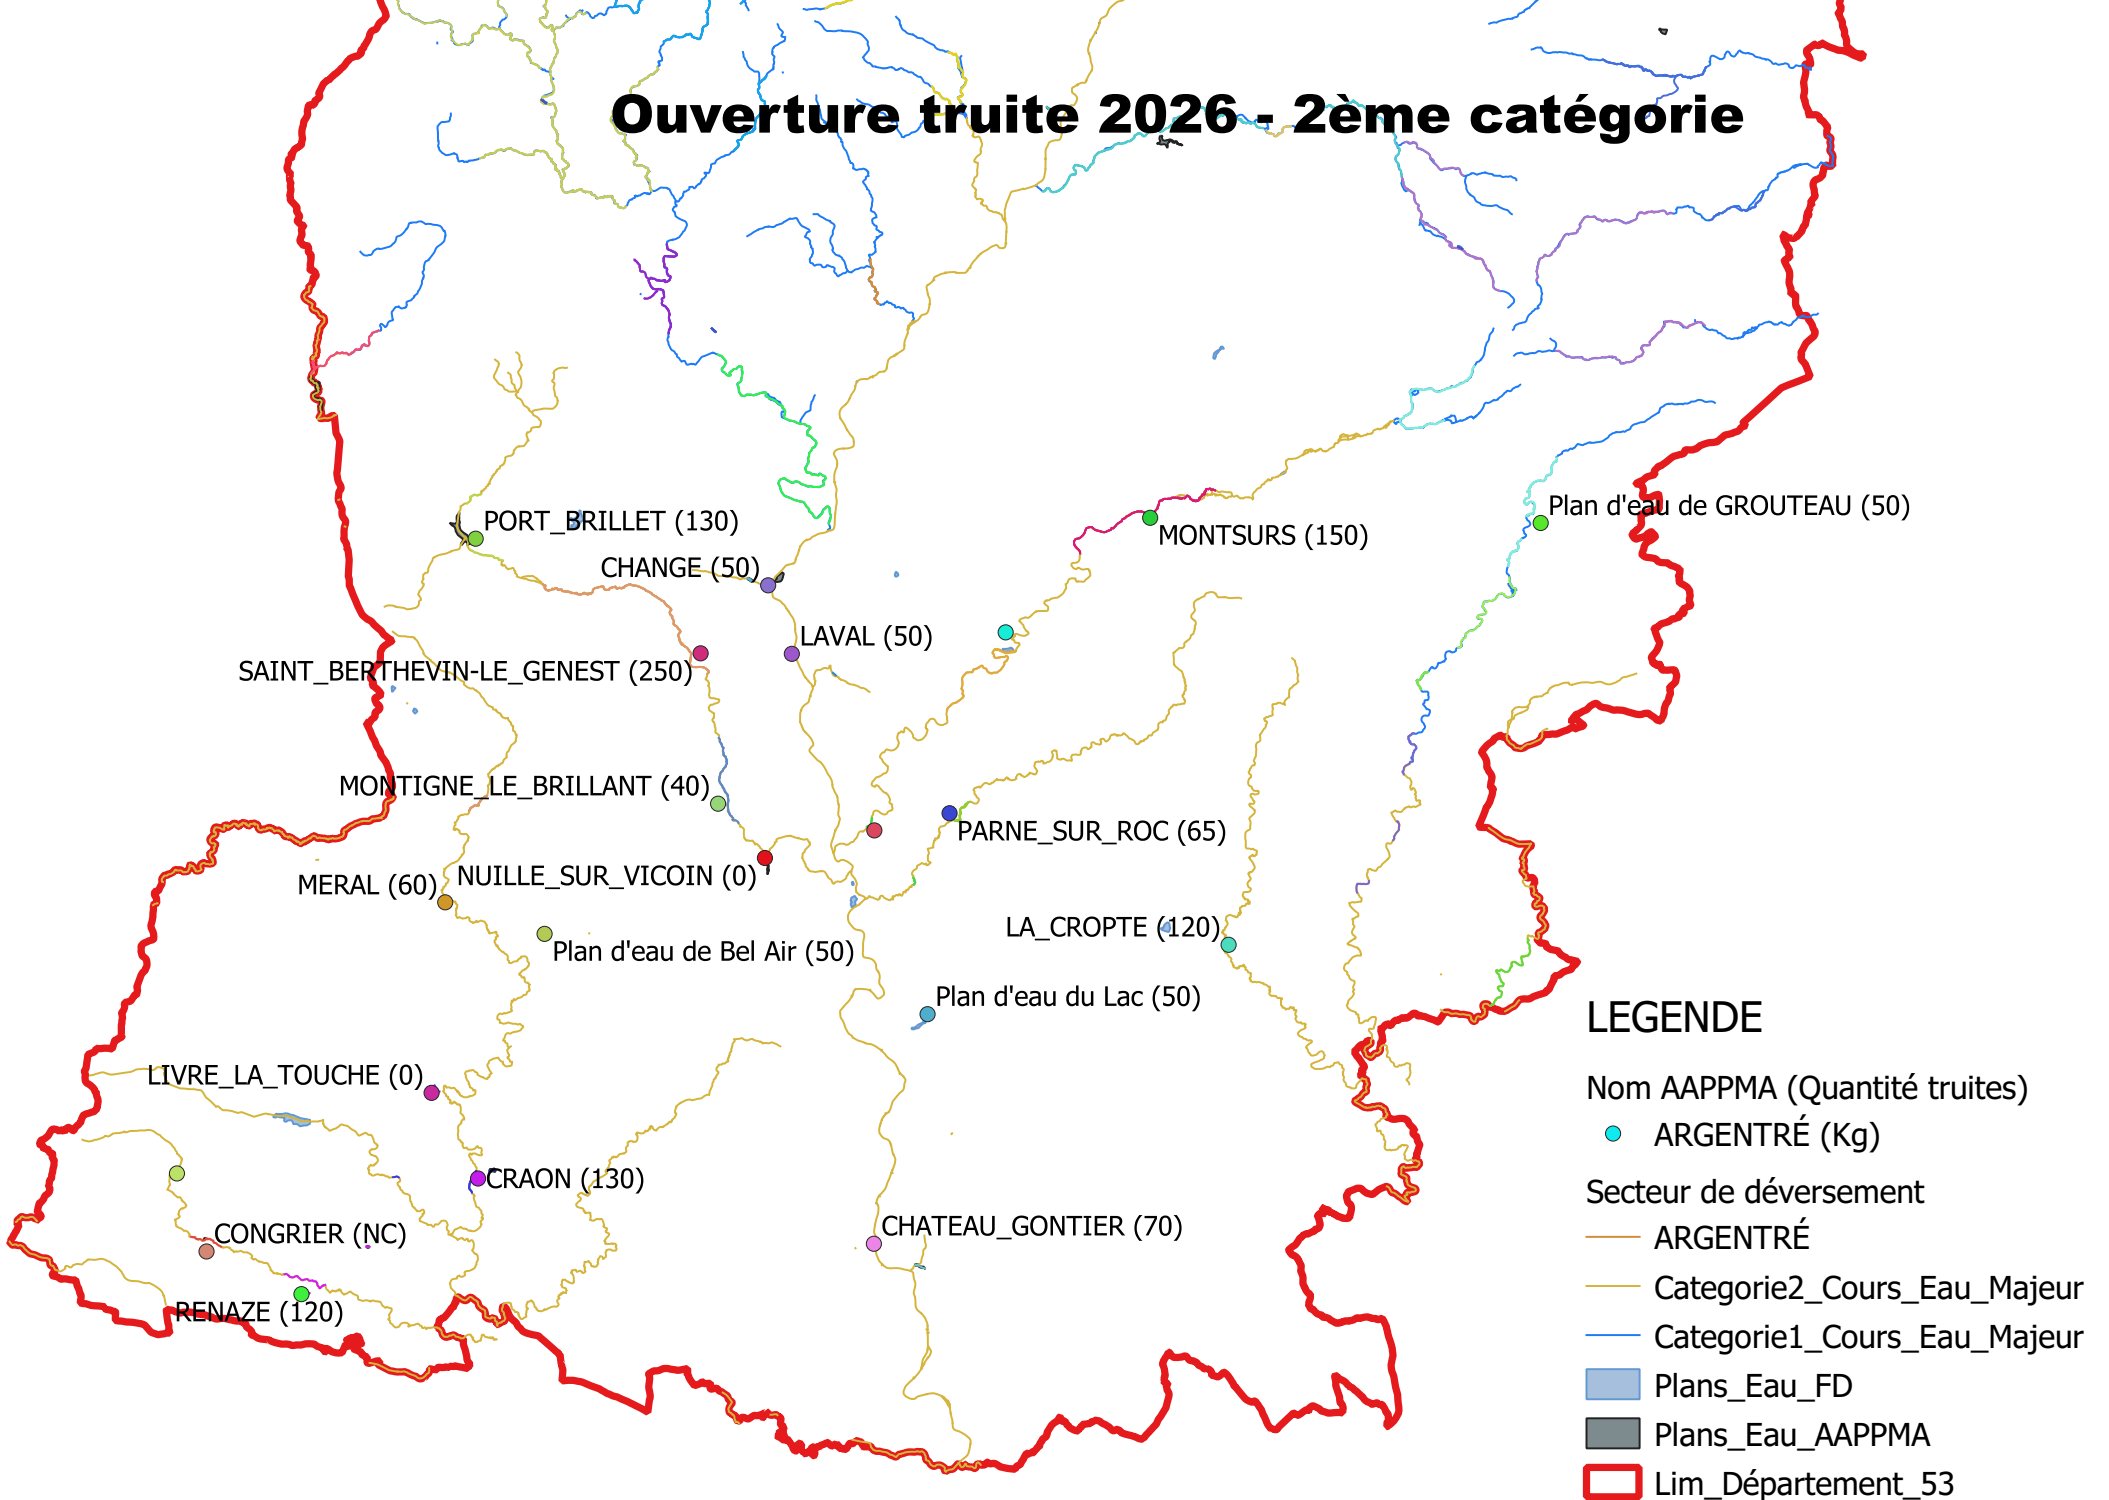 Ouverture truite 2026 - 2ème catégorie
Plan d'eau de GROUTEAU (50)
PORT_BRILLET (130)
MONTSURS (150)
CHANGE (50)
LAVAL (50)
SAINT_BERTHEVIN-LE_GENEST (250)
MONTIGNE_LE_BRILLANT (40)
PARNE_SUR_ROC (65)
NUILLE_SUR_VICOIN (0)
MERAL (60)
LA_CROPTE (120)
Plan d'eau de Bel Air (50)
Plan d'eau du Lac (50)
LIVRE_LA_TOUCHE (0)
CRAON (130)
CHATEAU_GONTIER (70)
CONGRIER (NC)
RENAZE (120)
LEGENDE
Nom AAPPMA (Quantité truites)
ARGENTRÉ (Kg)
Secteur de déversement
ARGENTRÉ
Categorie2_Cours_Eau_Majeur
Categorie1_Cours_Eau_Majeur
Plans_Eau_FD
Plans_Eau_AAPPMA
Lim_Département_53